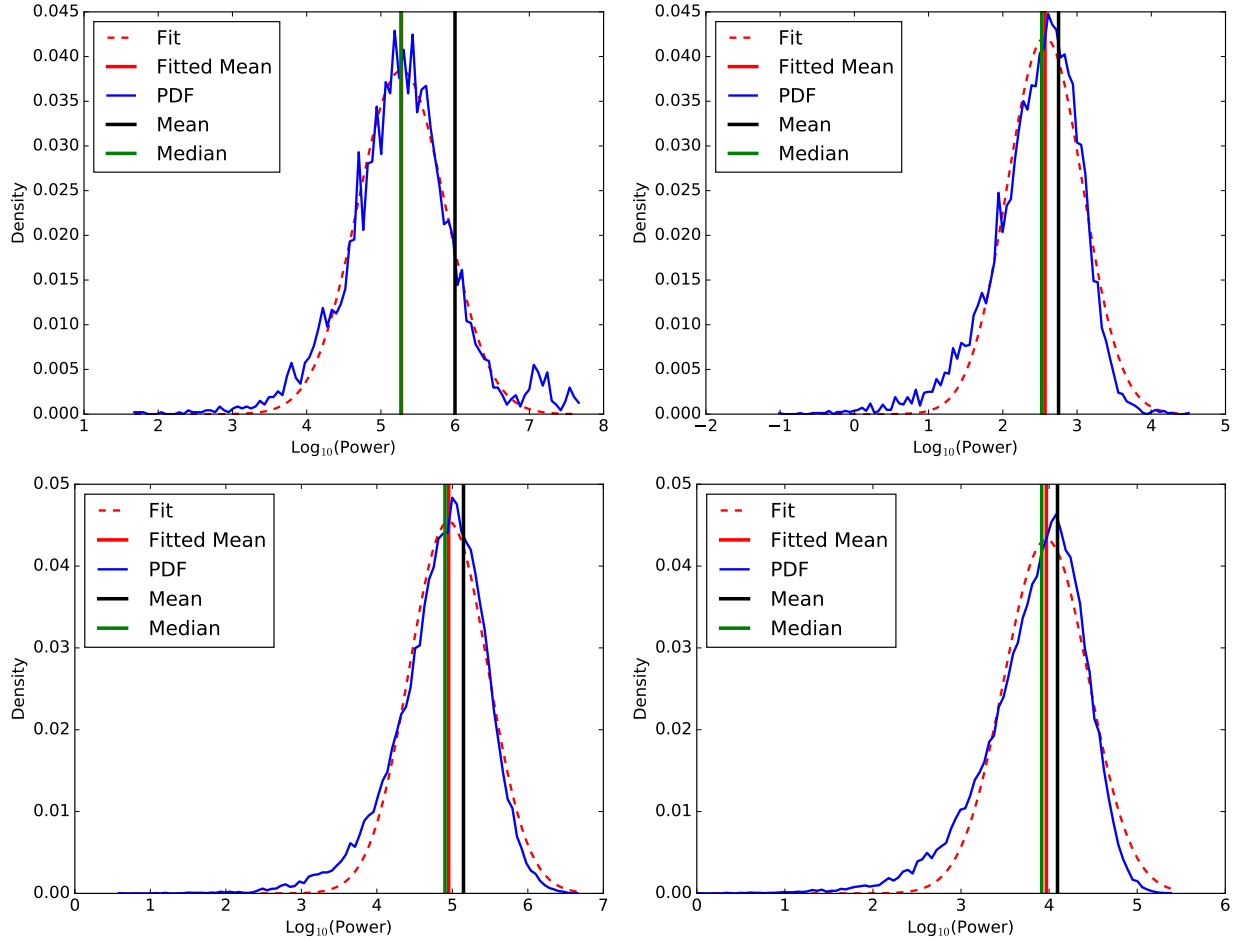 0.045
0.040
0.035
0.030
0.025
0.020
0.015
0.010
0.005
0.000
Density
Fit
Fitted Mean
PDF
Mean
Median
1 2 3 4 5 6 7 8
Log₁₀(Power)
0.045
0.040
0.035
0.030
0.025
0.020
0.015
0.010
0.005
0.000
Density
Fit
Fitted Mean
PDF
Mean
Median
−2 −1 0 1 2 3 4 5
Log₁₀(Power)
0.05
0.04
0.03
0.02
0.01
0.00
Density
Fit
Fitted Mean
PDF
Mean
Median
0 1 2 3 4 5 6 7
Log₁₀(Power)
0.05
0.04
0.03
0.02
0.01
0.00
Density
Fit
Fitted Mean
PDF
Mean
Median
0 1 2 3 4 5 6
Log₁₀(Power)